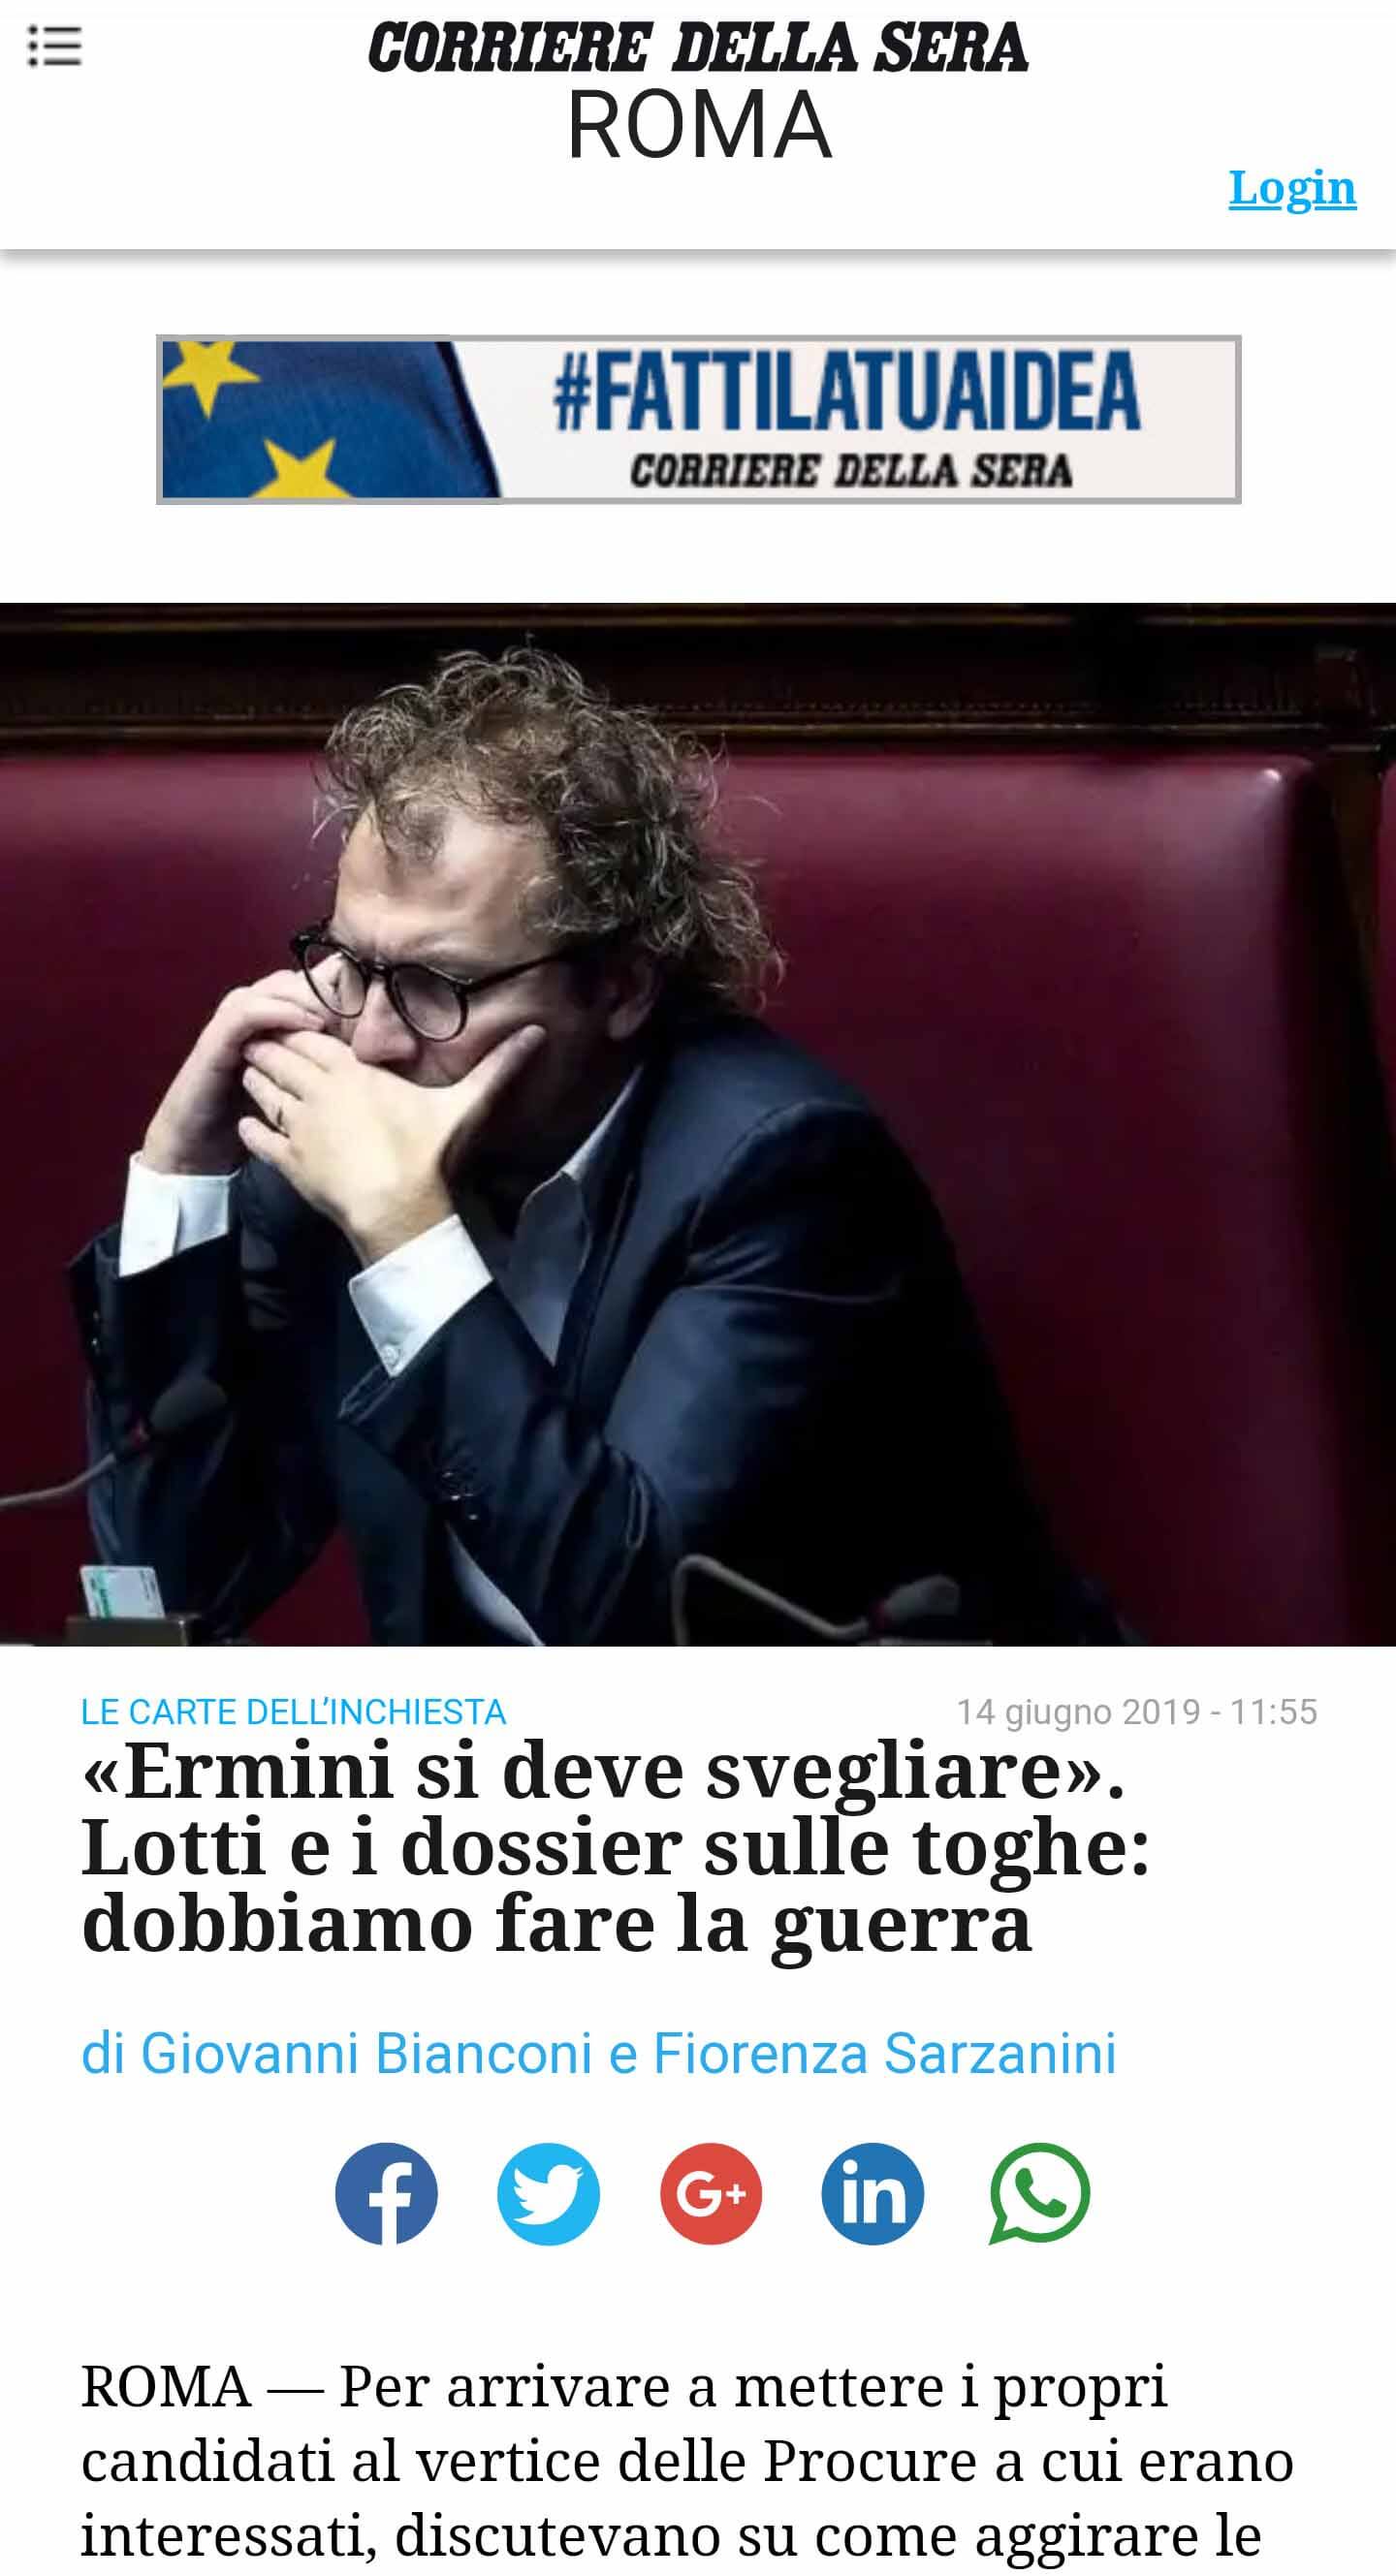 CORRIERE DELLA SERA
ROMA
Login
#FATTILATUAIDEA
CORRIERE DELLA SERA
LE CARTE DELL’INCHIESTA
14 giugno 2019 - 11:55
«Ermini si deve svegliare».
Lotti e i dossier sulle toghe:
dobbiamo fare la guerra
di Giovanni Bianconi e Fiorenza Sarzanini
f
G+
in
ROMA — Per arrivare a mettere i propri
candidati al vertice delle Procure a cui erano
interessati, discutevano su come aggirare le